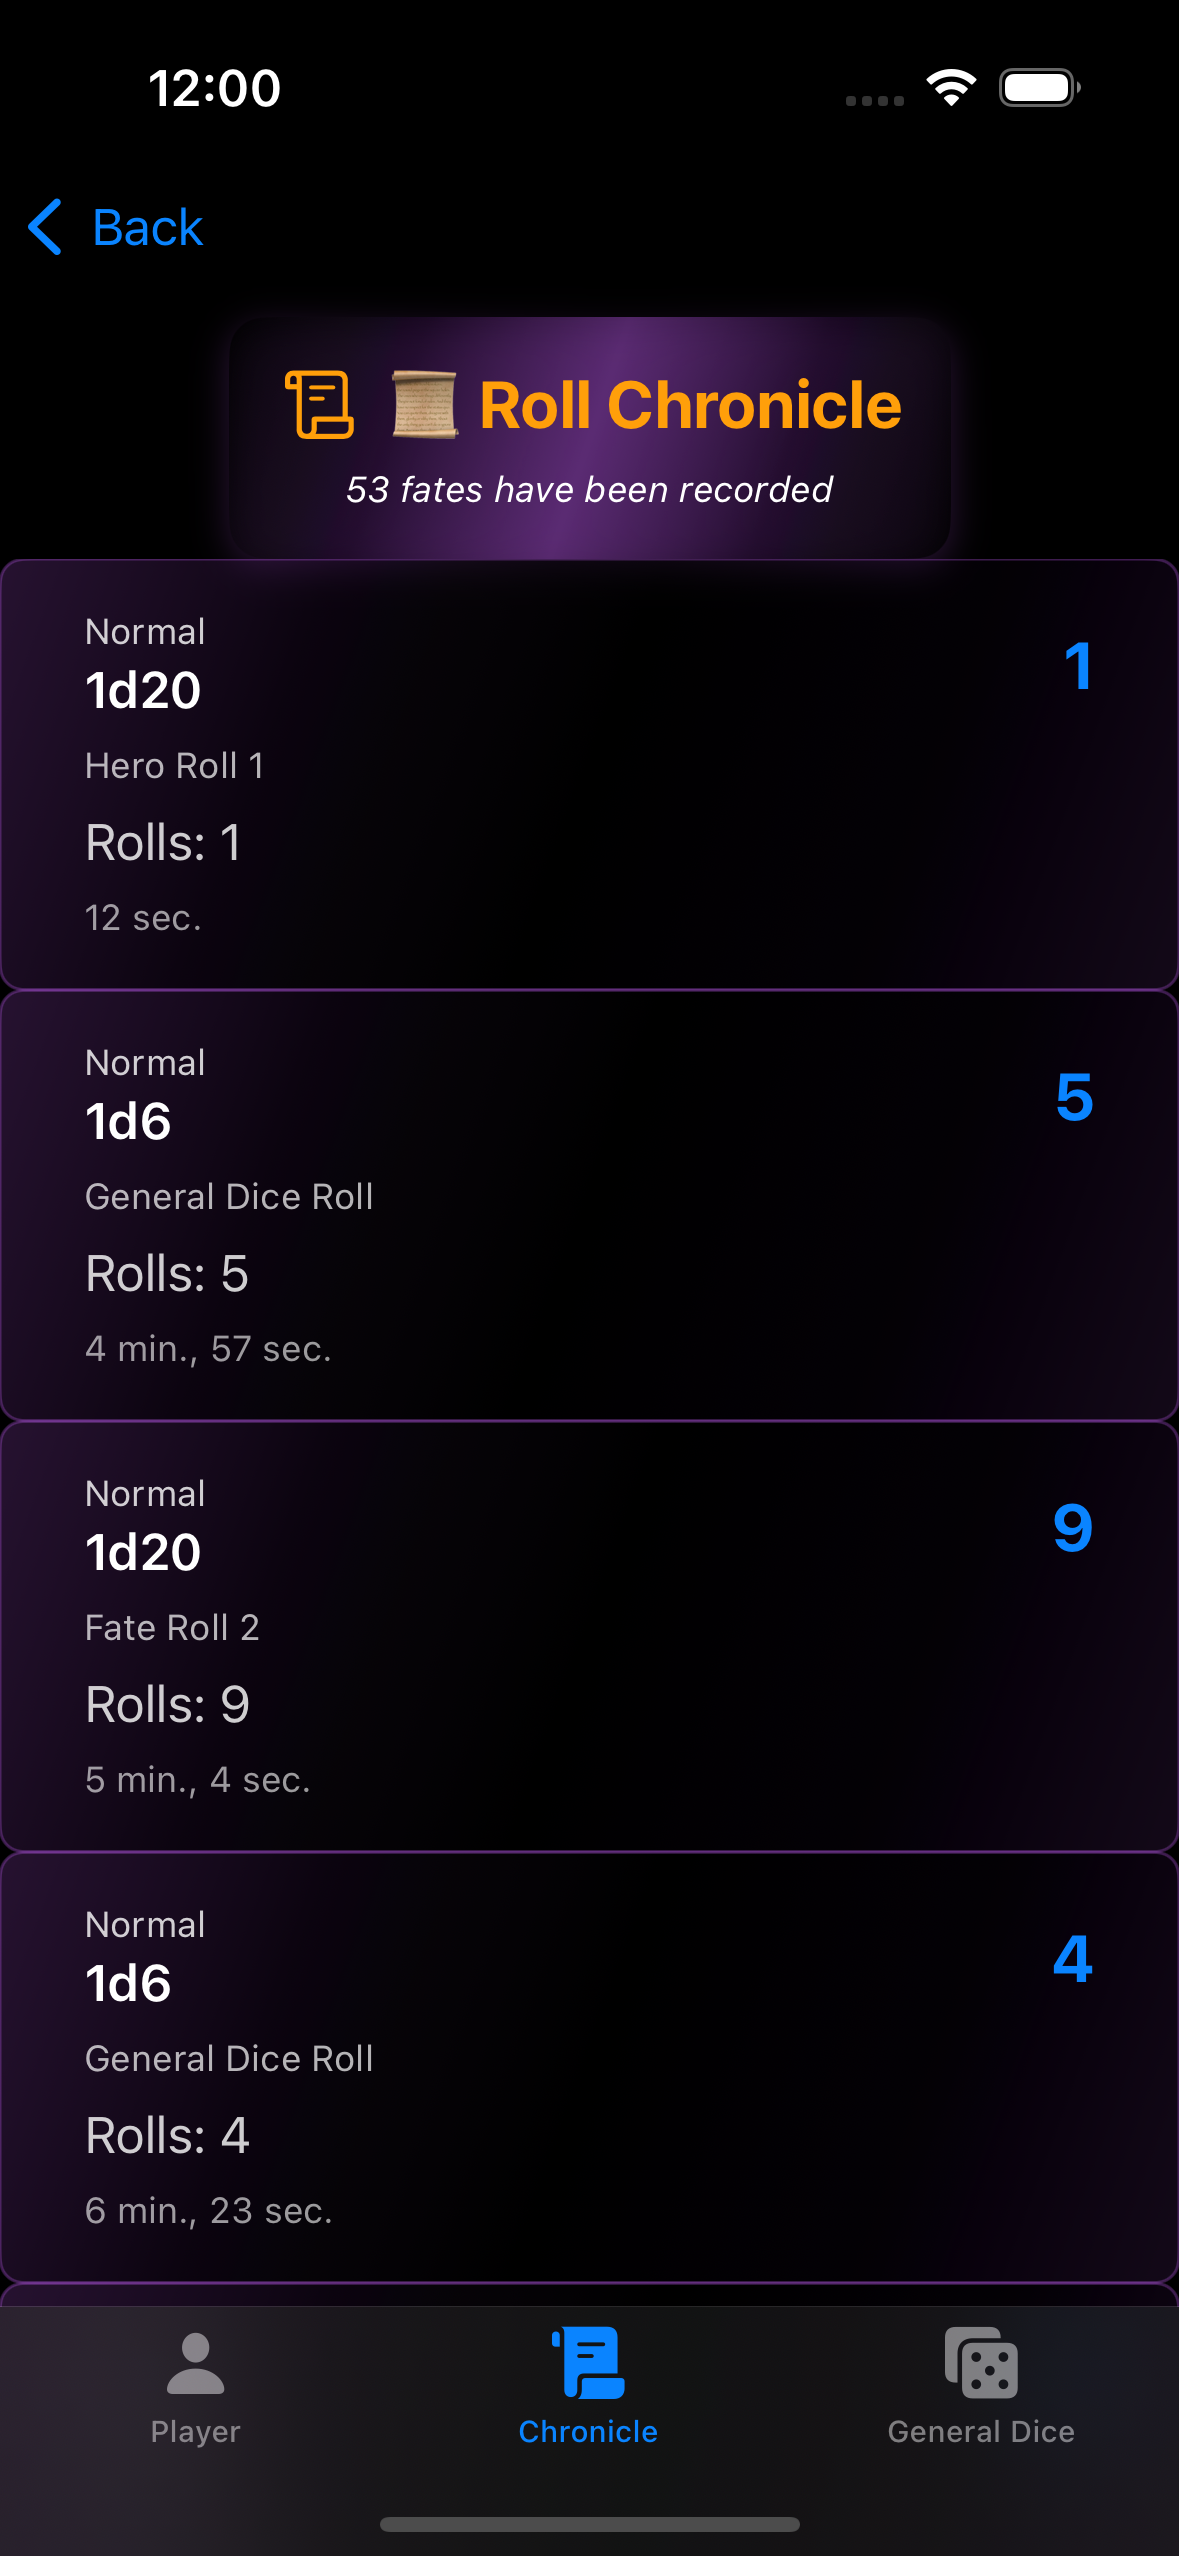 12:00
Back
Roll Chronicle
53 fates have been recorded
Normal
1d20
1
Hero Roll 1
Rolls: 1
12 sec.
Normal
1d6
5
General Dice Roll
Rolls: 5
4 min., 57 sec.
Normal
1d20
9
Fate Roll 2
Rolls: 9
5 min., 4 sec.
Normal
1d6
4
General Dice Roll
Rolls: 4
6 min., 23 sec.
Player
Chronicle
General Dice